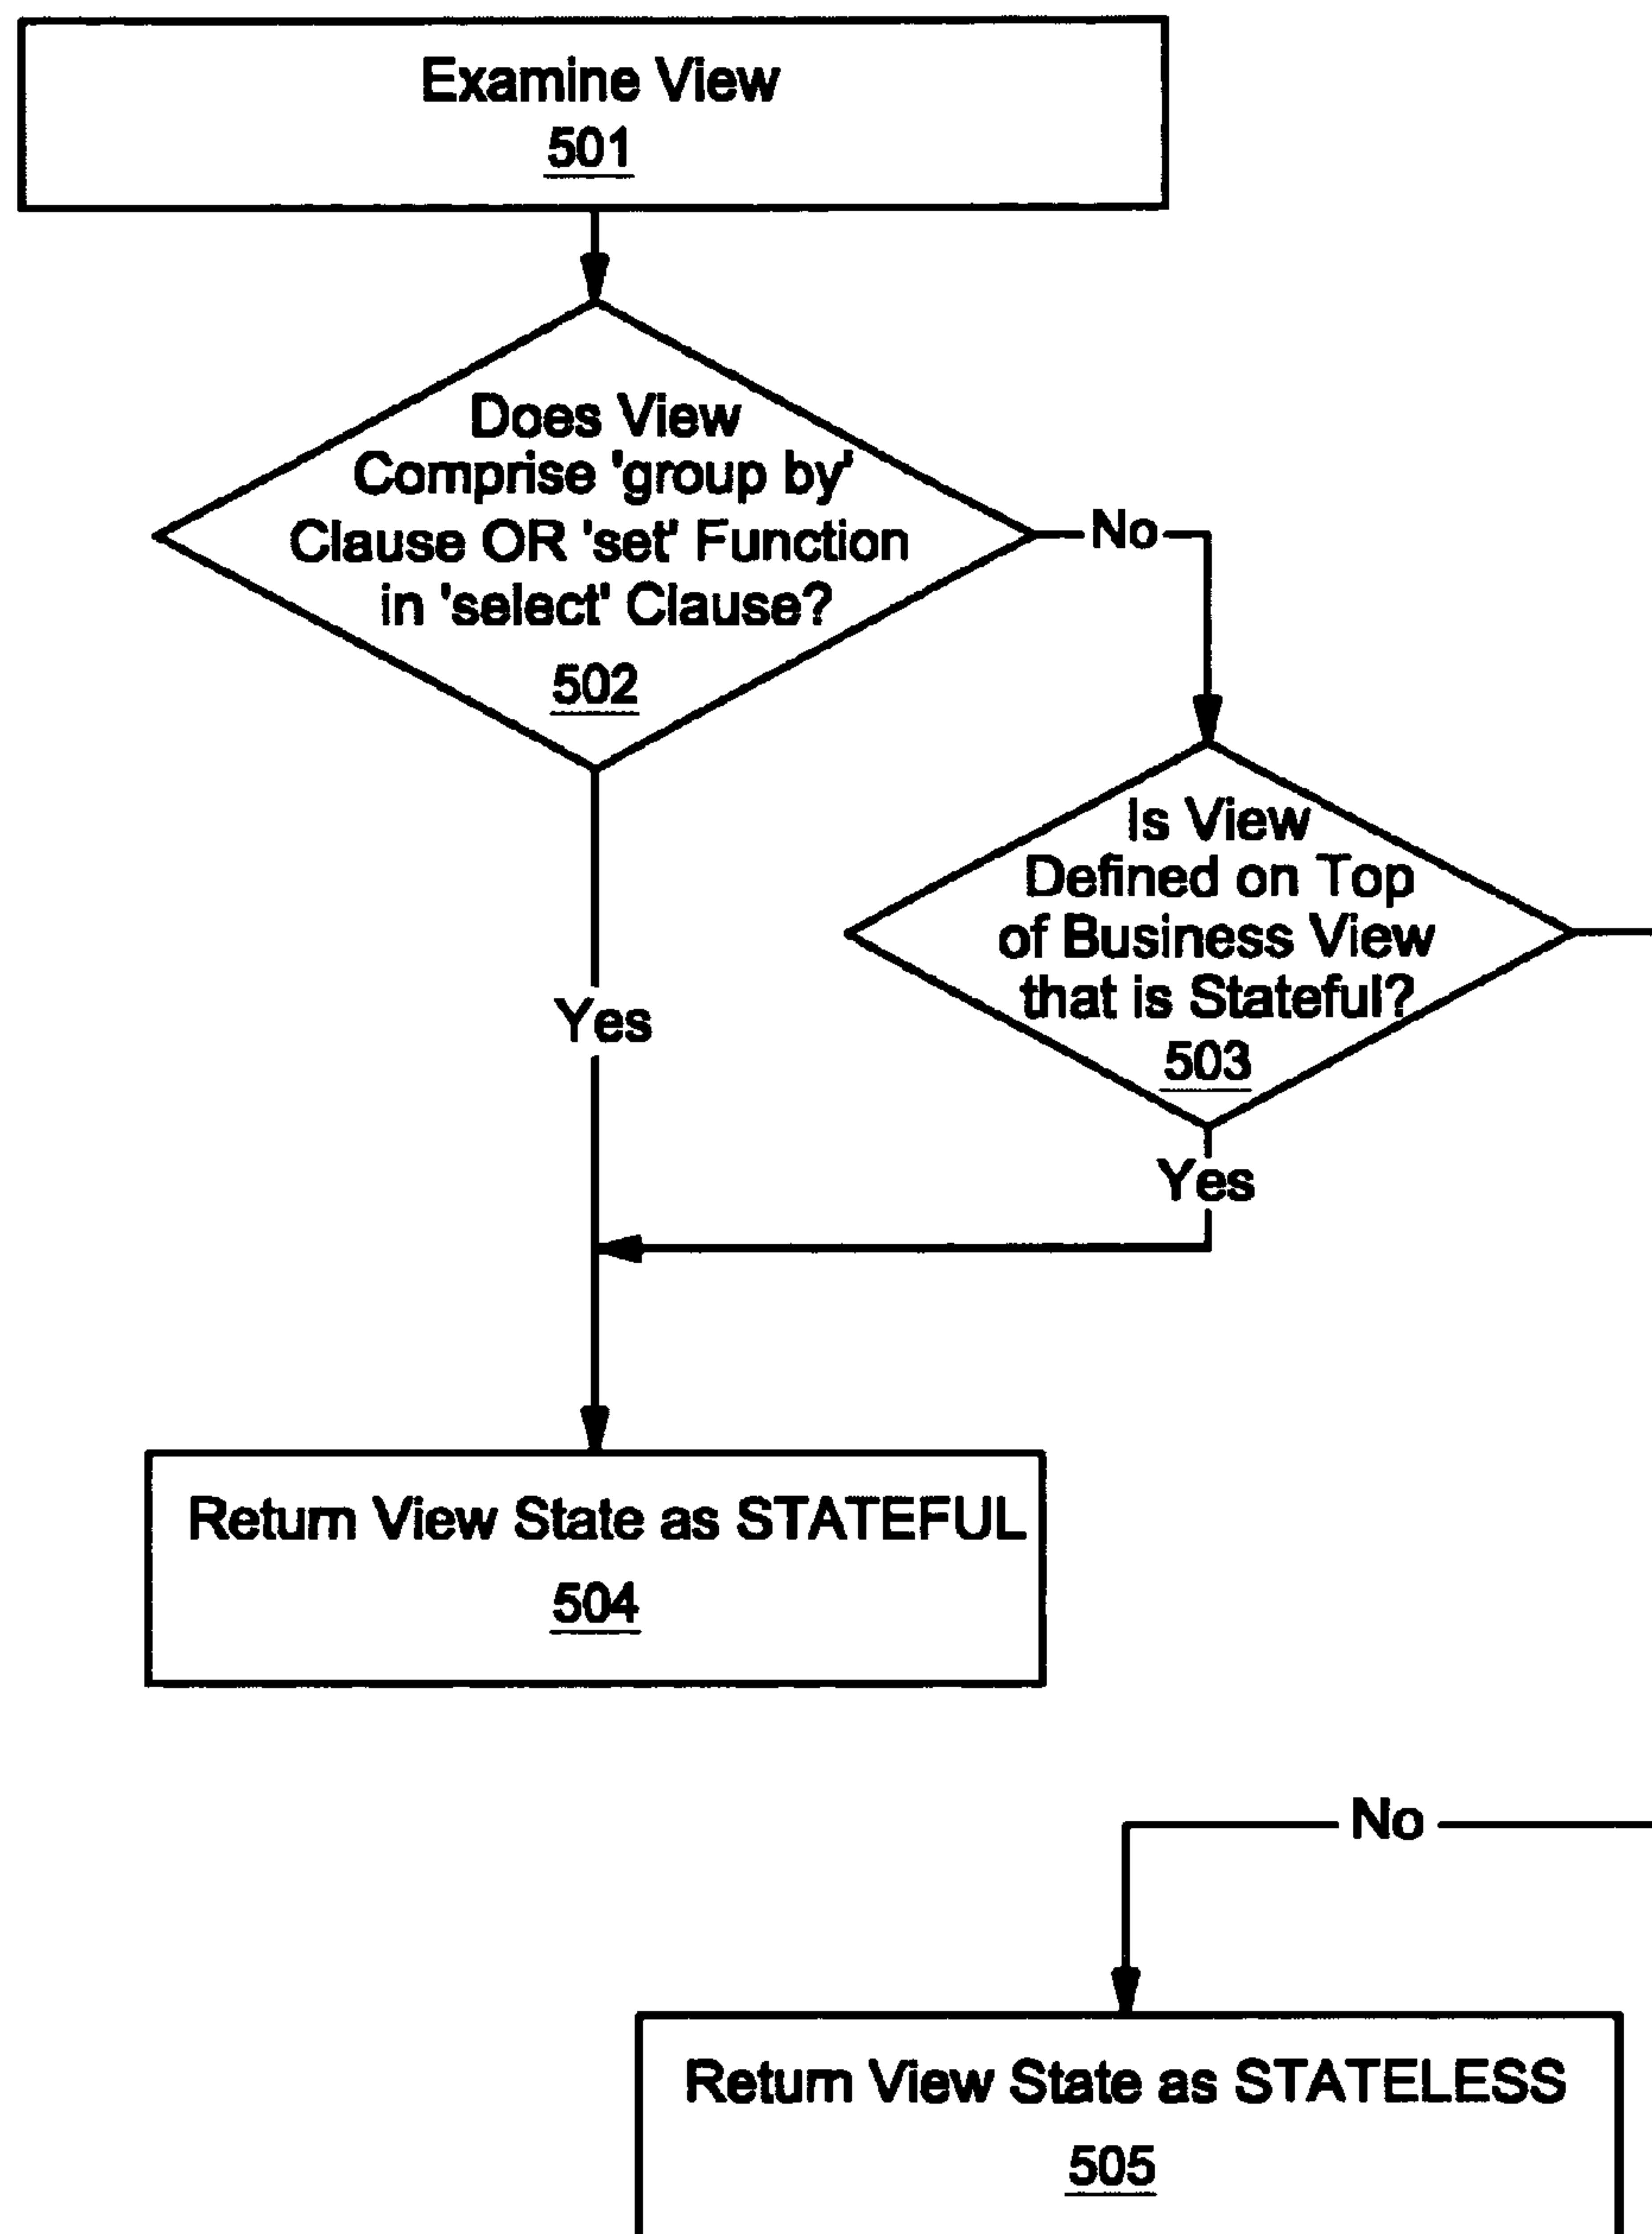 Examine View
501
Does View
Comprise 'group by'
Clause OR 'set' Function
in 'select' Clause?
502
No
Is View
Defined on Top
of Business View
that is Stateful?
503
Yes
Yes
Return View State as STATEFUL
504
No
Return View State as STATELESS
505